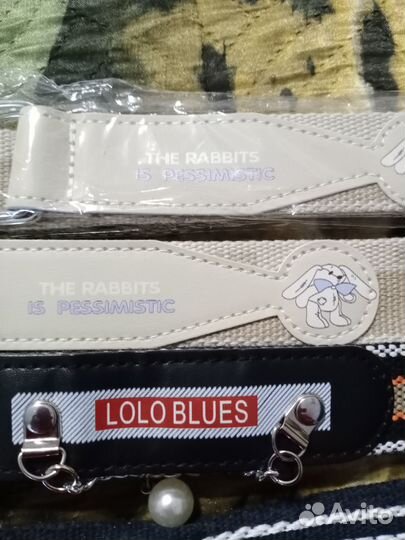 THE RABBITS
IS PESSIMISTIC
THE RABBITS
IS PESSIMISTIC
LOLO BLUES
Avito